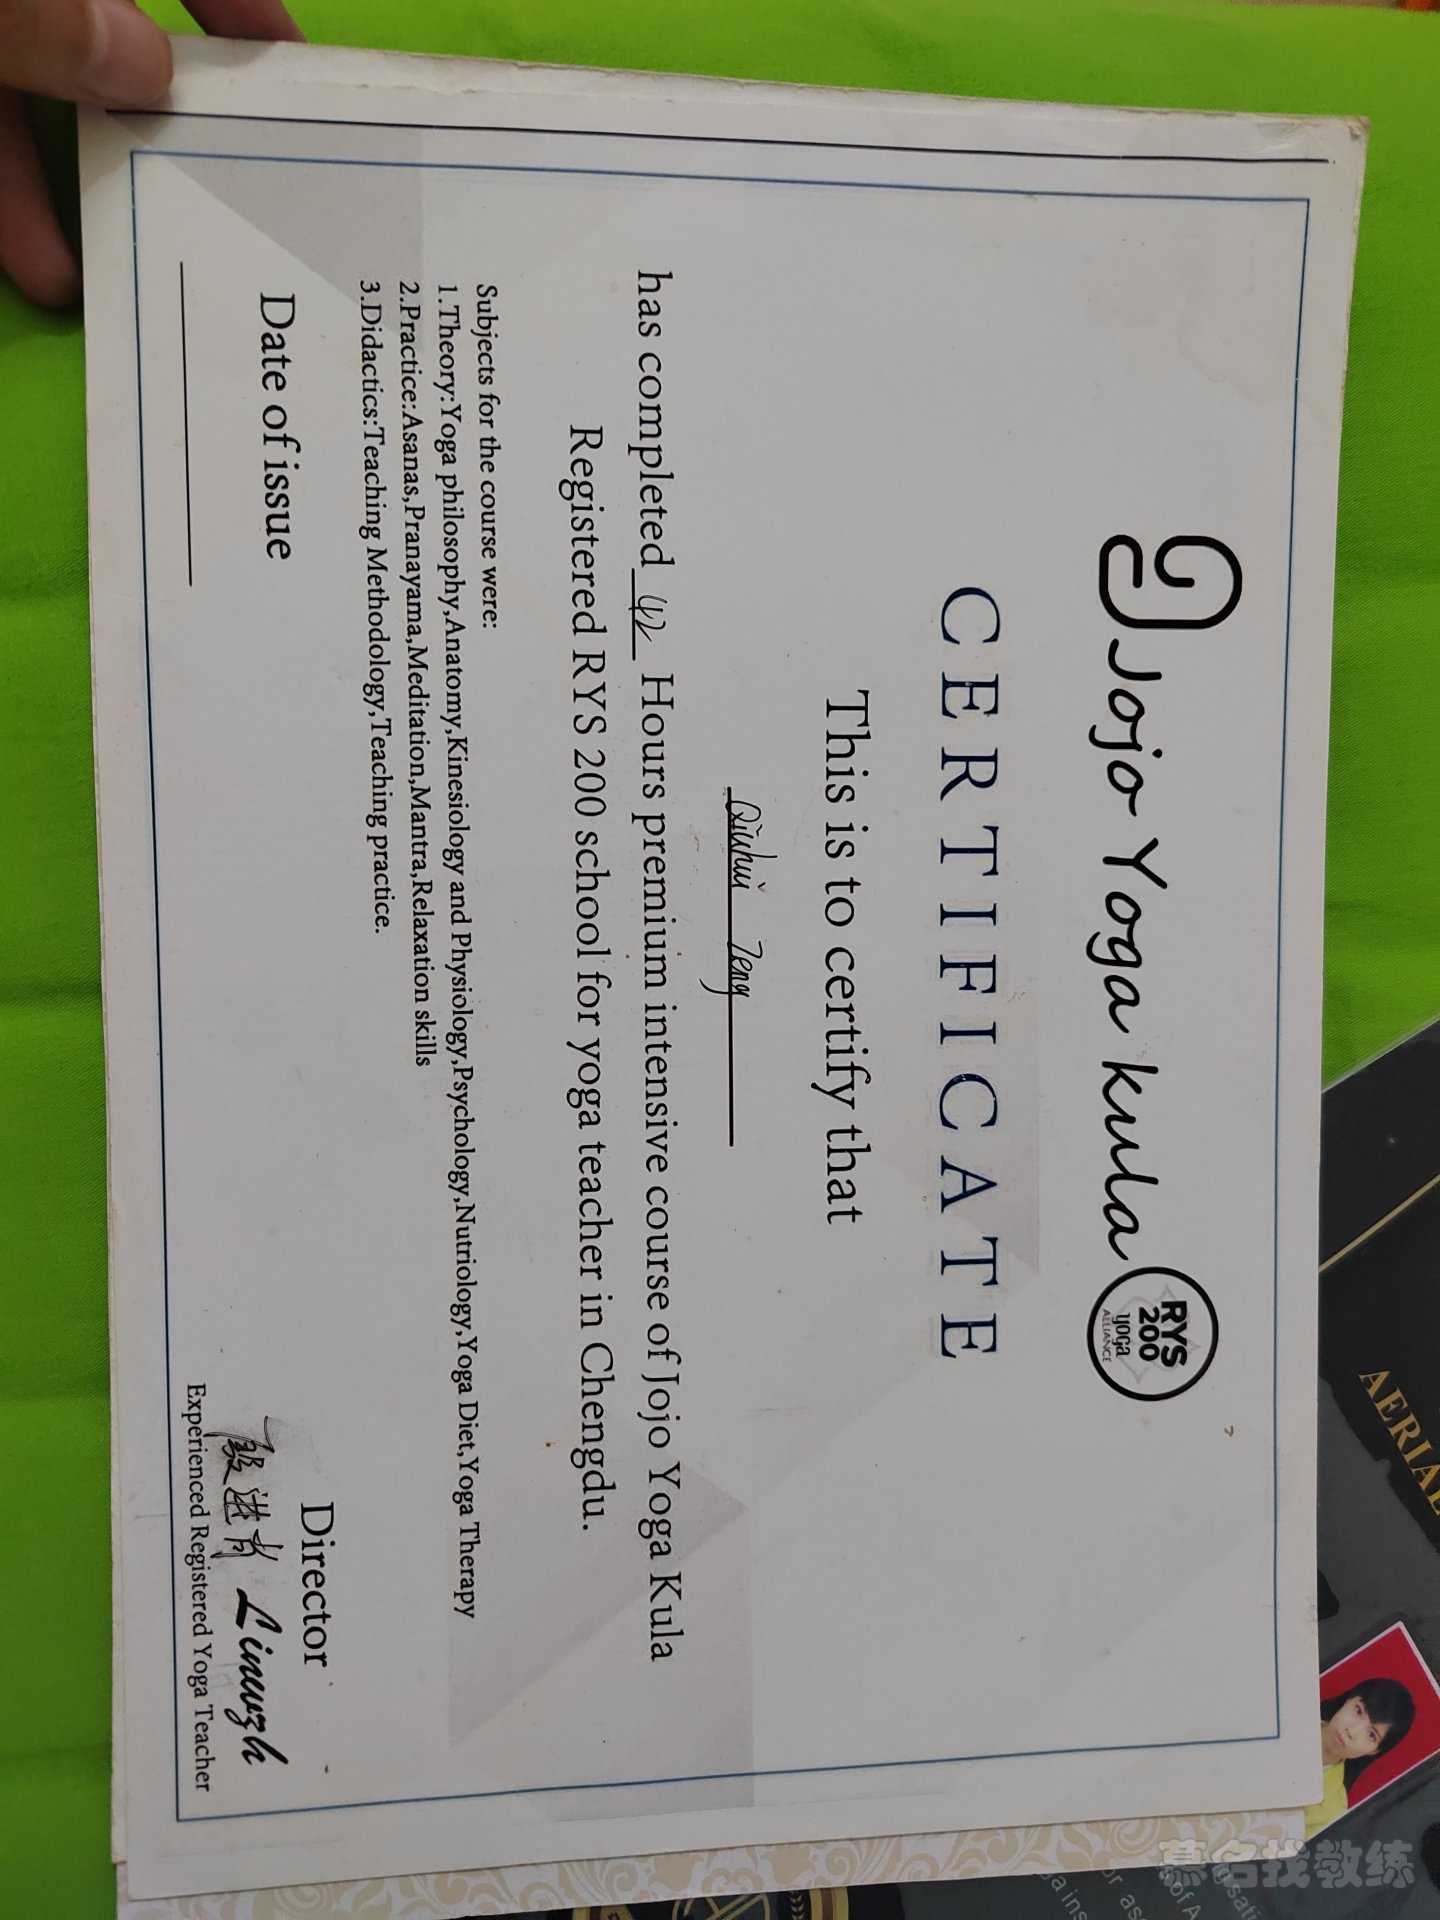 Jojo Yoga kula
RYS
200
yoga
ALLIANCE
CERTIFICATE
This is to certify that
Qiuhui Zeng
has completed 42 Hours premium intensive course of Jojo Yoga Kula
Registered RYS 200 school for yoga teacher in Chengdu.
Subjects for the course were:
1.Theory:Yoga philosophy,Anatomy,Kinesiology and Physiology,Psychology,Nutriology,Yoga Diet,Yoga Therapy
2.Practice:Asanas,Pranayama,Meditation,Mantra,Relaxation skills
3.Didactics:Teaching Methodology,Teaching practice.
Date of issue
Director
Linwzh
Experienced Registered Yoga Teacher
AERIAL
慕名找教练